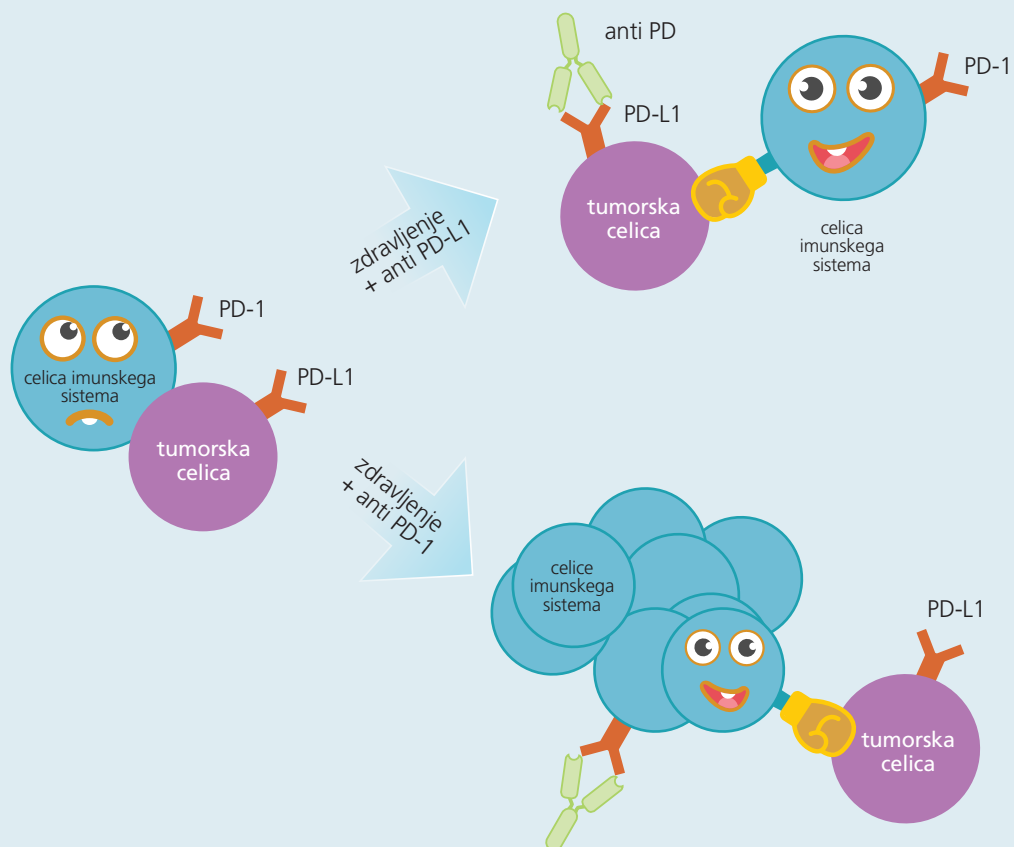 anti PD
PD-1
PD-L1
tumorska
celica
celica
imunskega
sistema
zdravljenje
+ anti PD-L1
PD-1
celica imunskega
sistema
PD-L1
tumorska
celica
zdravljenje
+ anti PD-1
celice
imunskega
sistema
PD-L1
tumorska
celica